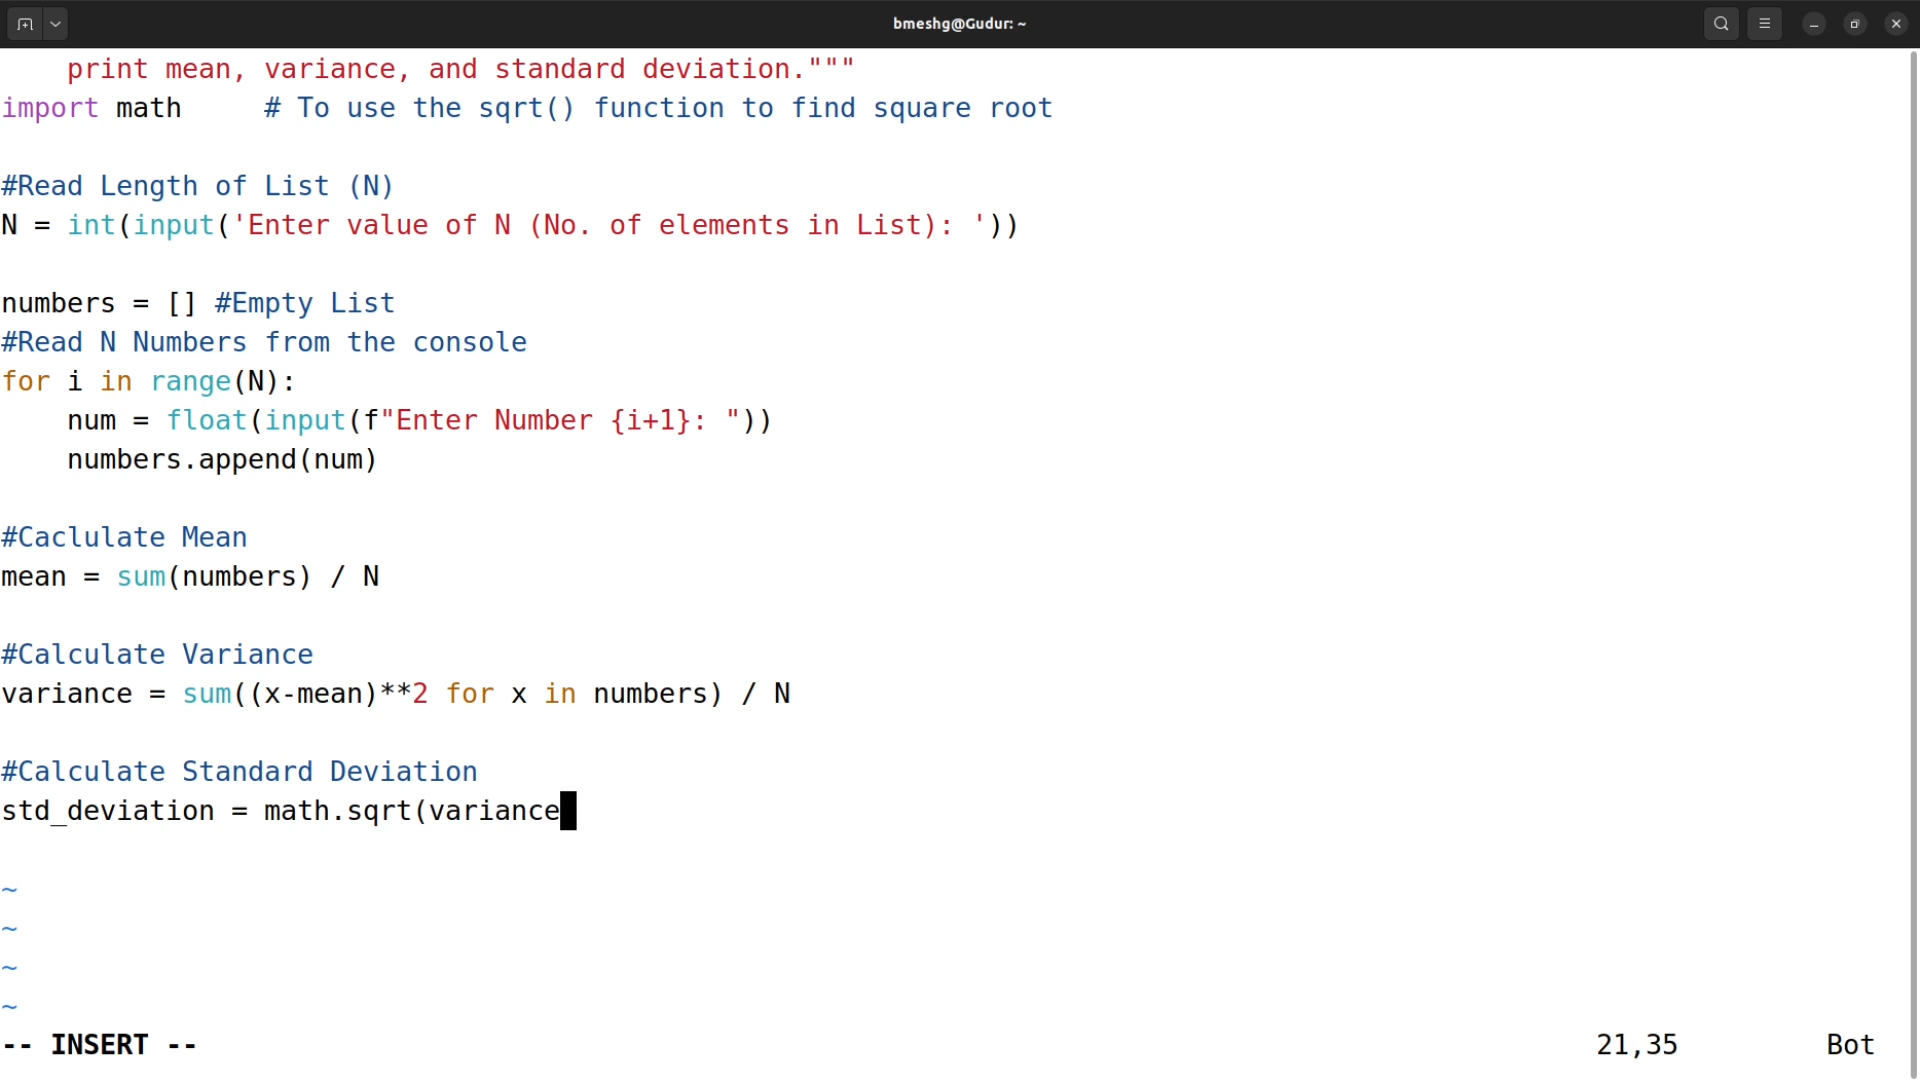 bmeshg@Gudur: ~
    print mean, variance, and standard deviation."""
import math     # To use the sqrt() function to find square root

#Read Length of List (N)
N = int(input('Enter value of N (No. of elements in List): '))

numbers = [] #Empty List
#Read N Numbers from the console
for i in range(N):
    num = float(input(f"Enter Number {i+1}: "))
    numbers.append(num)

#Caclulate Mean
mean = sum(numbers) / N

#Calculate Variance
variance = sum((x-mean)**2 for x in numbers) / N

#Calculate Standard Deviation
std_deviation = math.sqrt(variance

~
~
~
~
-- INSERT -- 21,35 Bot